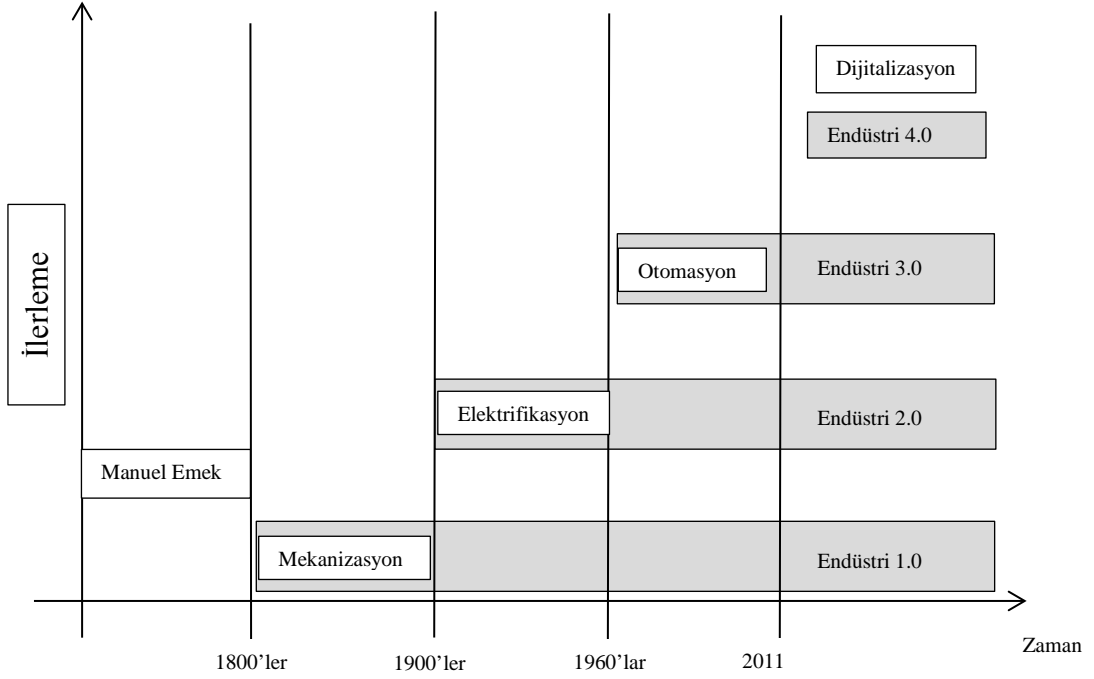 Dijitalizasyon
Endüstri 4.0
İlerleme
Otomasyon
Endüstri 3.0
Elektrifikasyon
Endüstri 2.0
Manuel Emek
Mekanizasyon
Endüstri 1.0
Zaman
1800’ler
1900’ler
1960’lar
2011